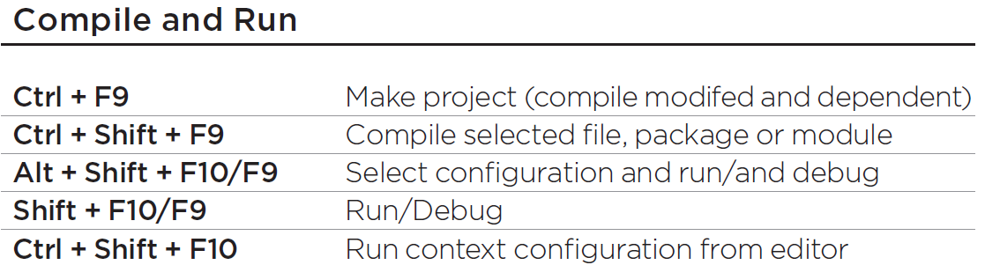 Compile and Run
Ctrl + F9 Make project (compile modifed and dependent)
Ctrl + Shift + F9 Compile selected file, package or module
Alt + Shift + F10/F9 Select configuration and run/and debug
Shift + F10/F9 Run/Debug
Ctrl + Shift + F10 Run context configuration from editor